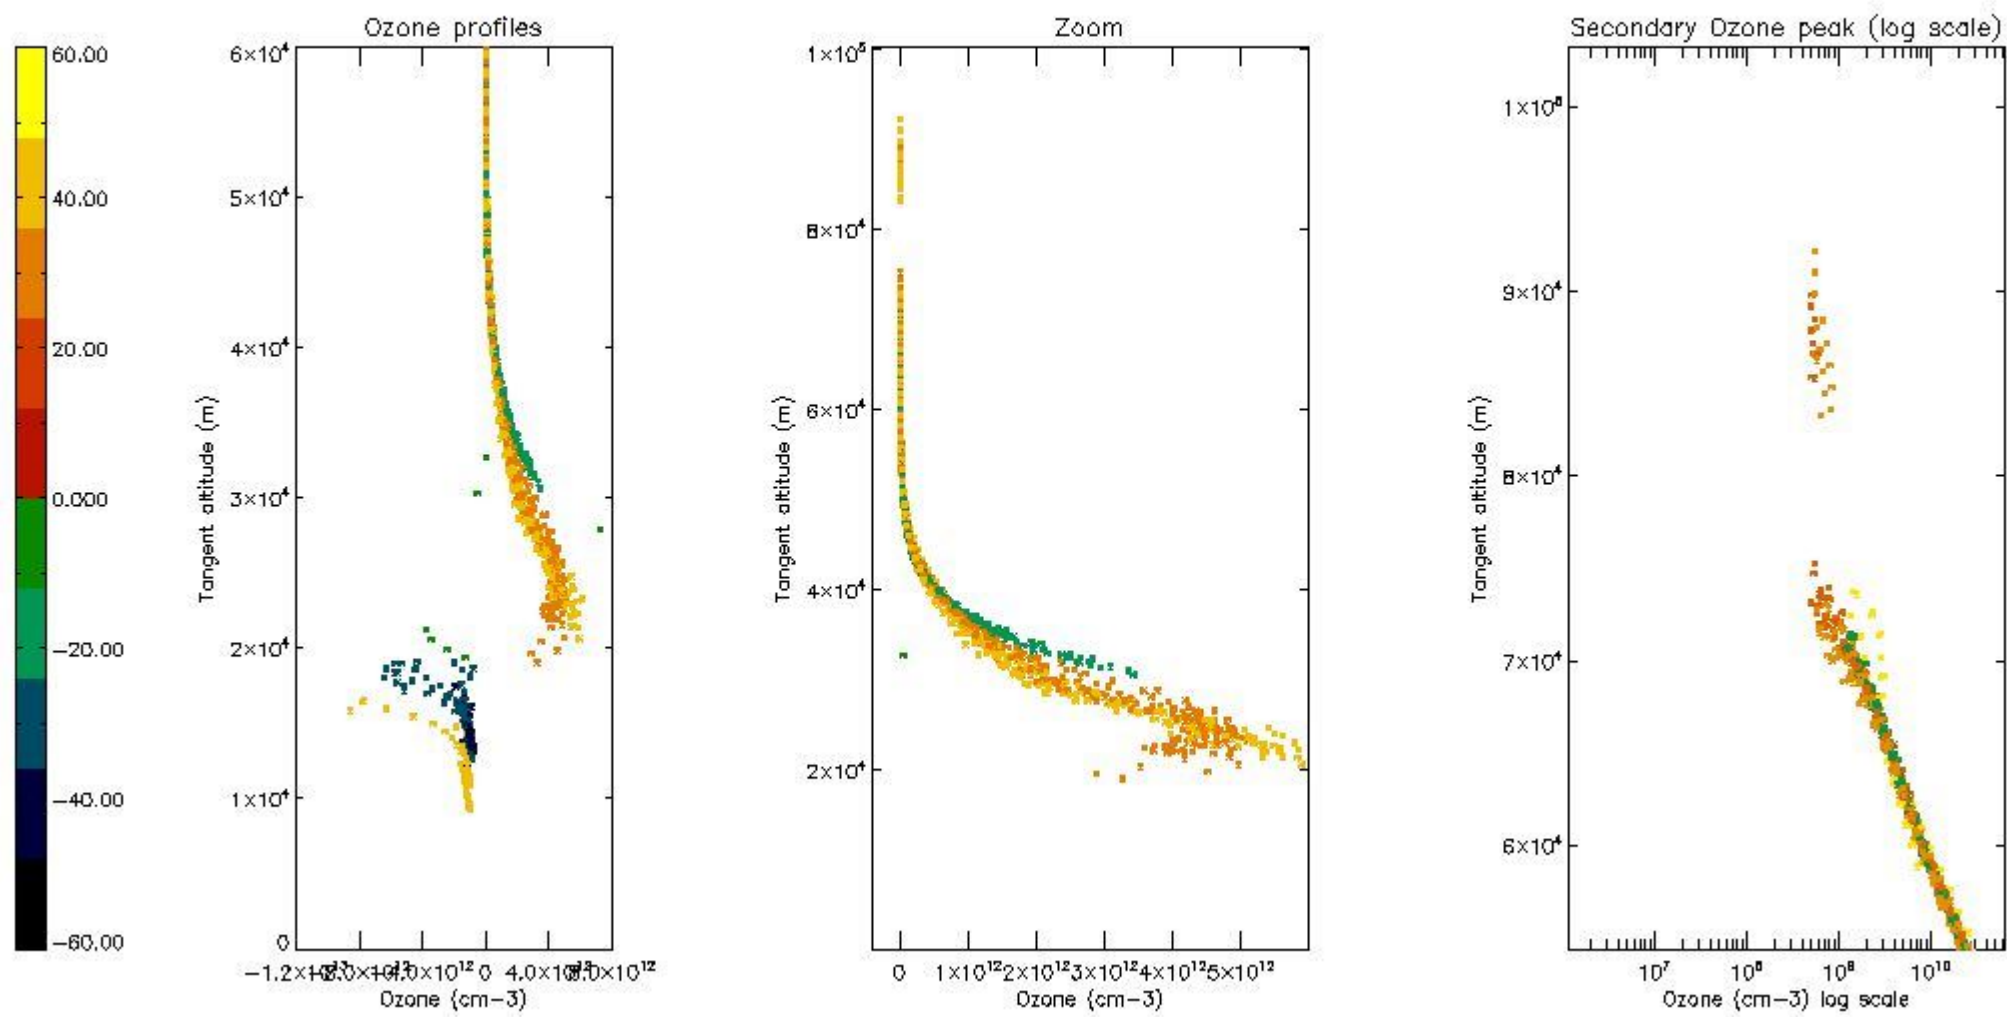 Ozone profiles
Zoom
Secondary Ozone peak (log scale)
60.00
40.00
20.00
−20.00
−40.00
−60.00
6×10⁴
5×10⁴
4×10⁴
3×10⁴
2×10⁴
1×10⁴
0
Tangent altitude (m)
0
Ozone (cm−3)
1×10⁵
8×10⁴
6×10⁴
4×10⁴
2×10⁴
Tangent altitude (m)
0 1×10¹² 2×10¹² 3×10¹² 4×10¹² 5×10¹²
Ozone (cm−3)
9×10⁴
8×10⁴
7×10⁴
6×10⁴
Tangent altitude (m)
10⁷ 10⁸ 10⁹ 10¹⁰
Ozone (cm−3) log scale